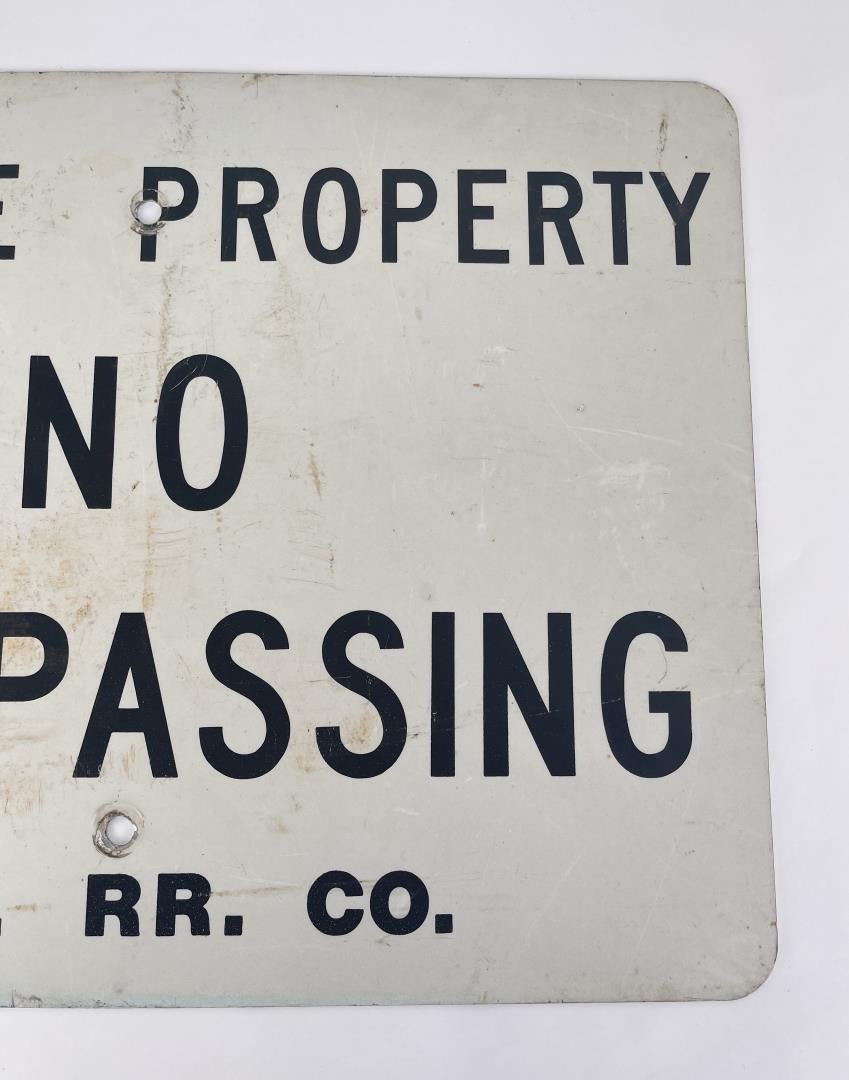 E PROPERTY
NO
PASSING
. RR. CO.